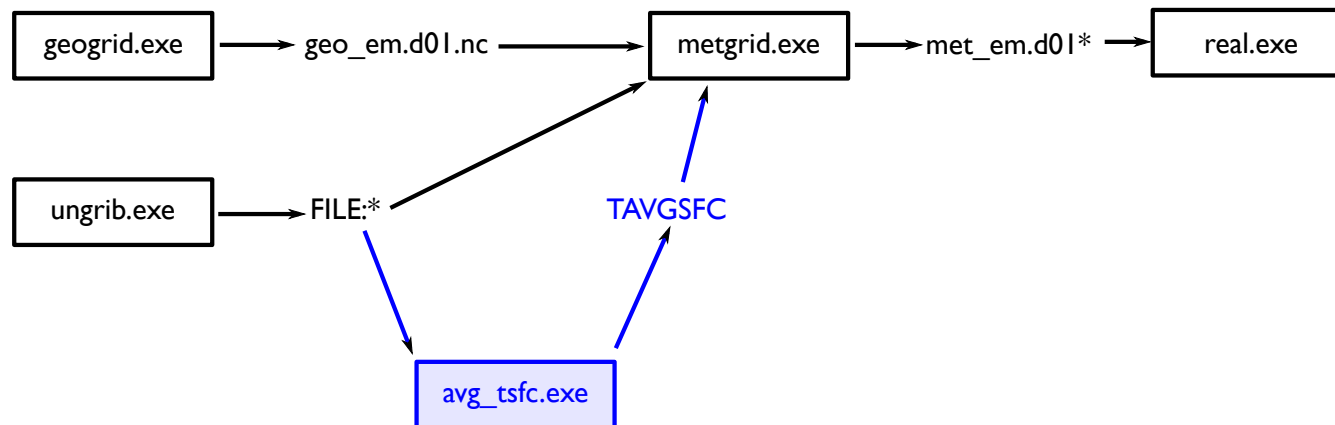 geogrid.exe geo_em.d01.nc metgrid.exe met_em.d01* real.exe
ungrib.exe FILE:* TAVGSFC
avg_tsfc.exe